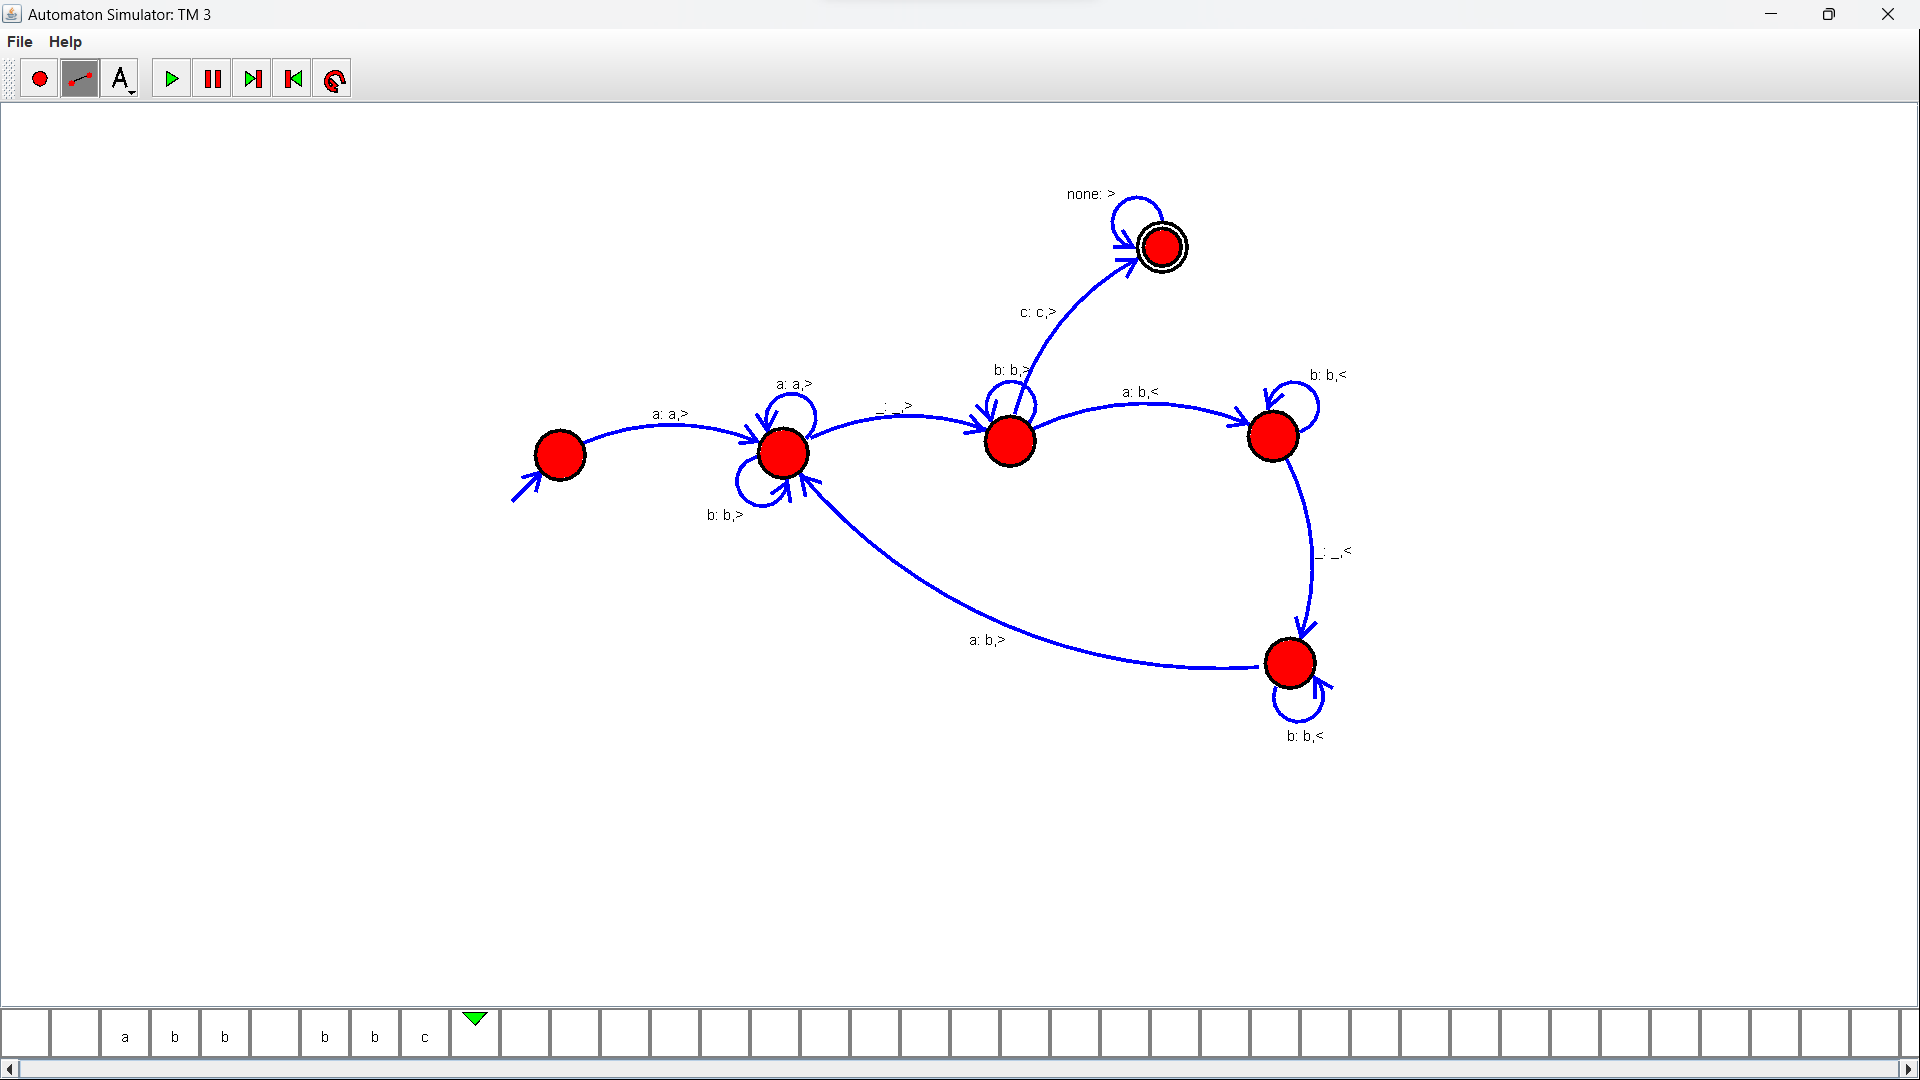 Automaton Simulator: TM 3
File Help
A
none: >
c: c,>
b: b,>
b: b,<
a: a,>
a: b,<
_: _,>
a: a,>
b: b,>
_: _,<
a: b,>
b: b,<
a b b b b c